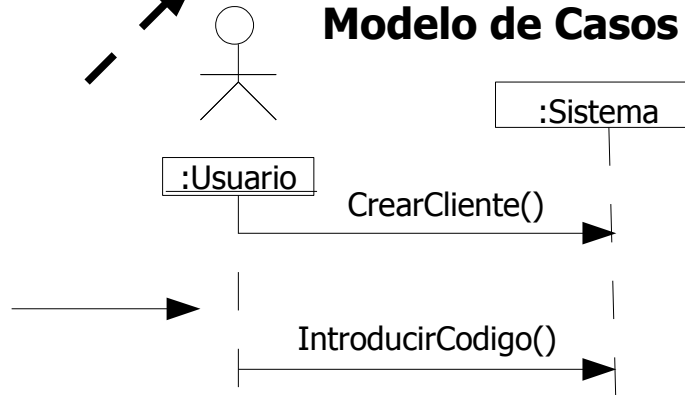 Modelo de Casos
:Sistema
:Usuario
CrearCliente()
IntroducirCodigo()